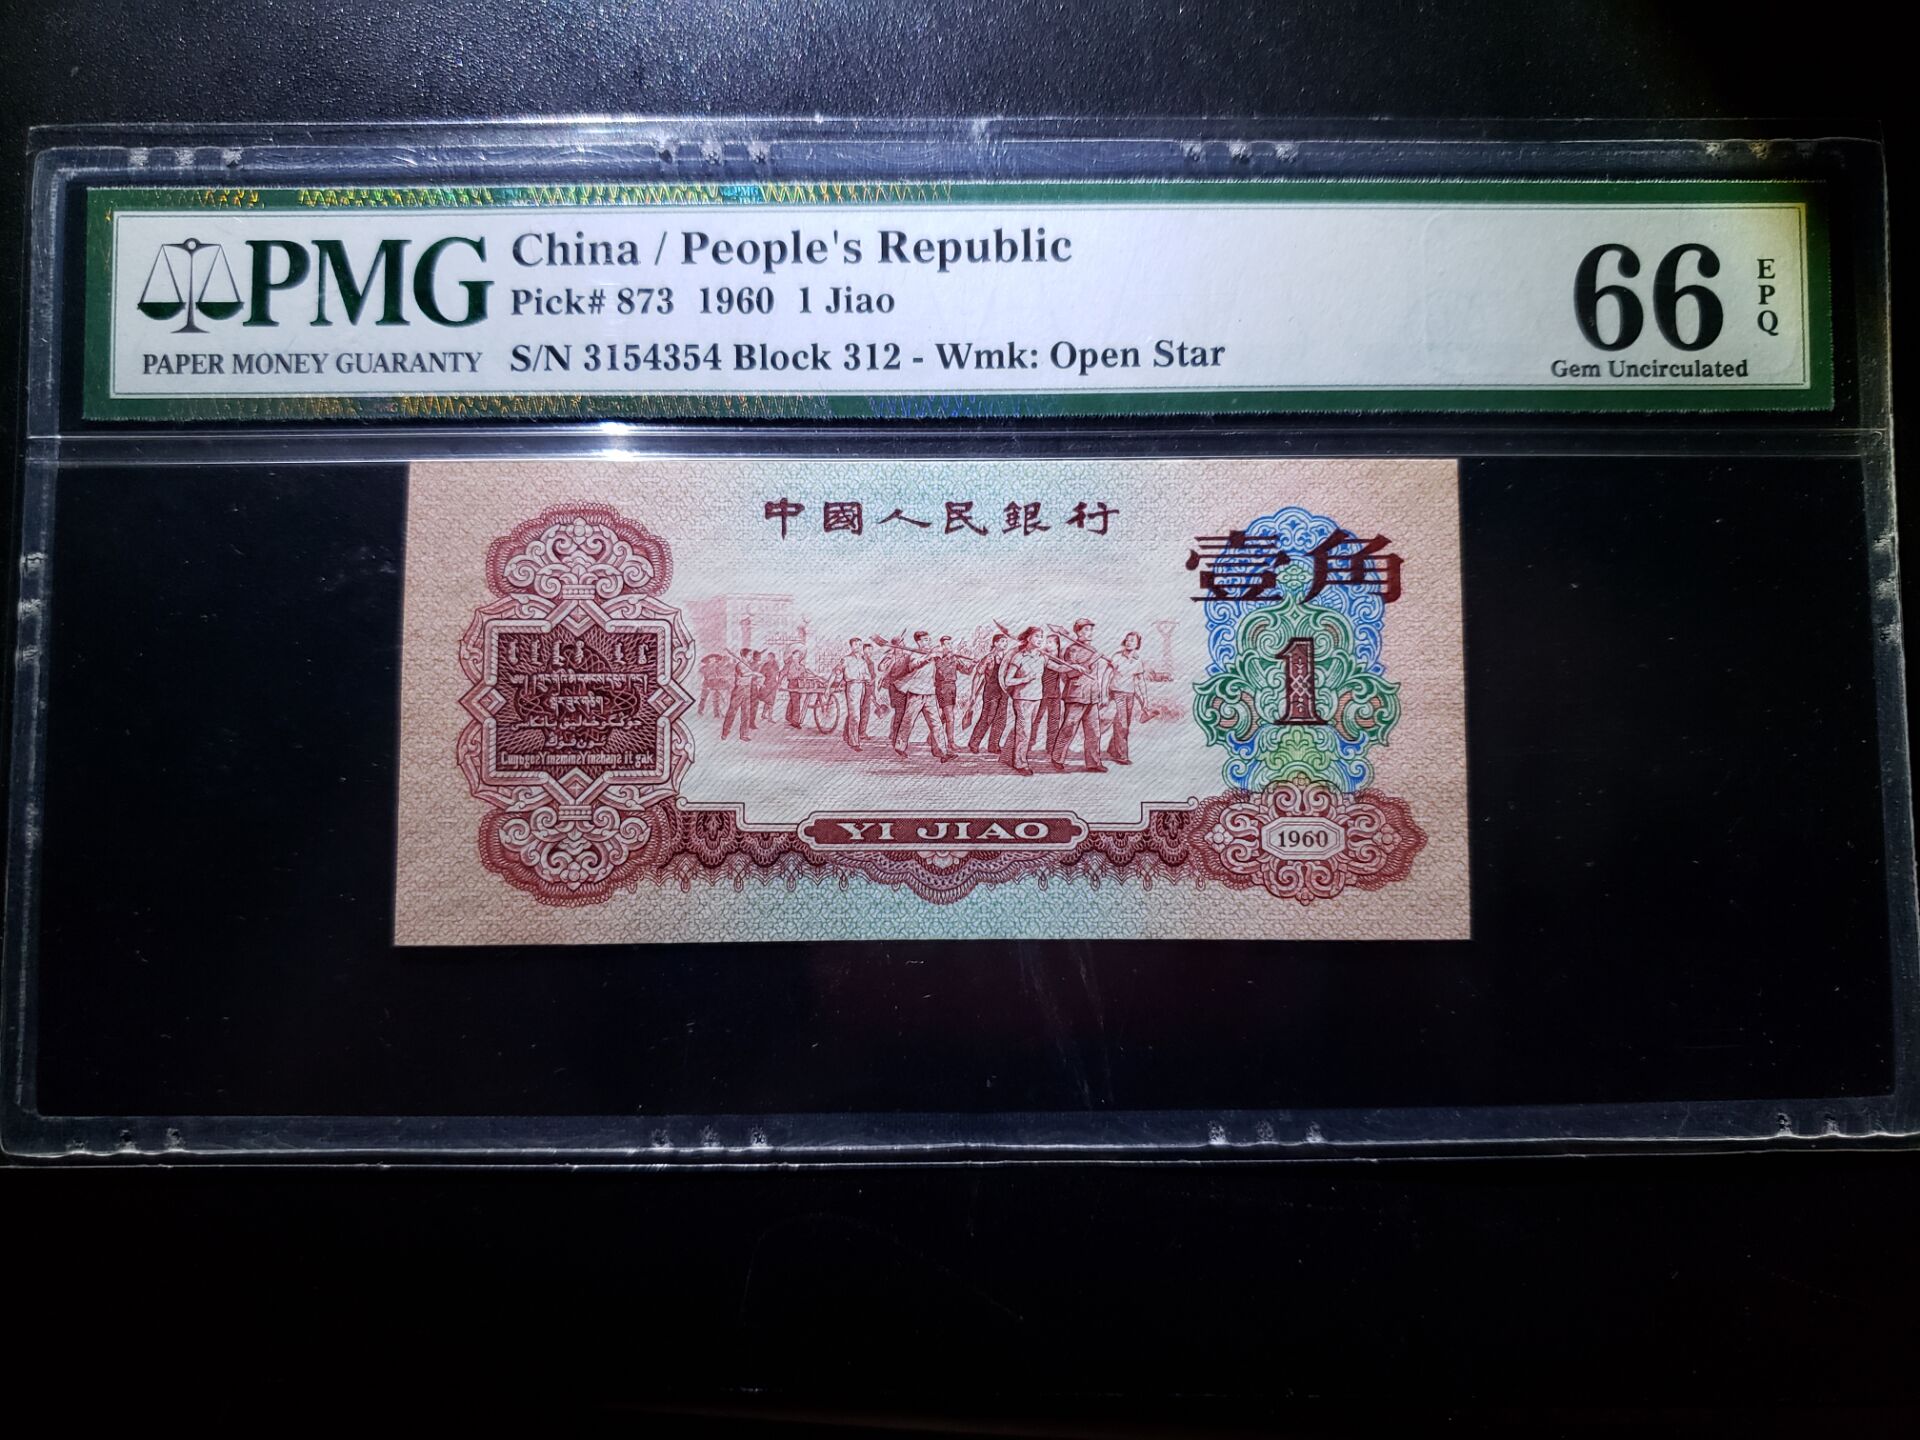 PMG
PAPER MONEY GUARANTY
China / People's Republic
Pick# 873 1960 1 Jiao
S/N 3154354 Block 312 - Wmk: Open Star
66
EPQ
Gem Uncirculated
中國人民銀行
壹角
1
YI JIAO
1960